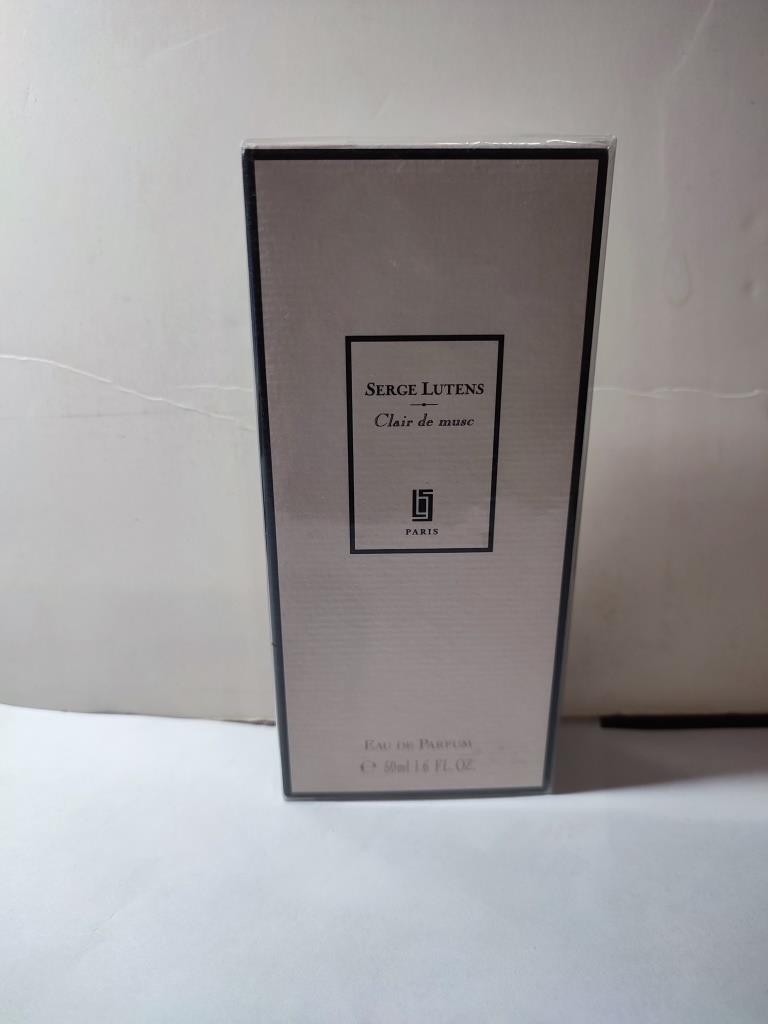 SERGE LUTENS
Clair de musc
PARIS
EAU DE PARFUM
℮ 50ml 1.6 FL. OZ.